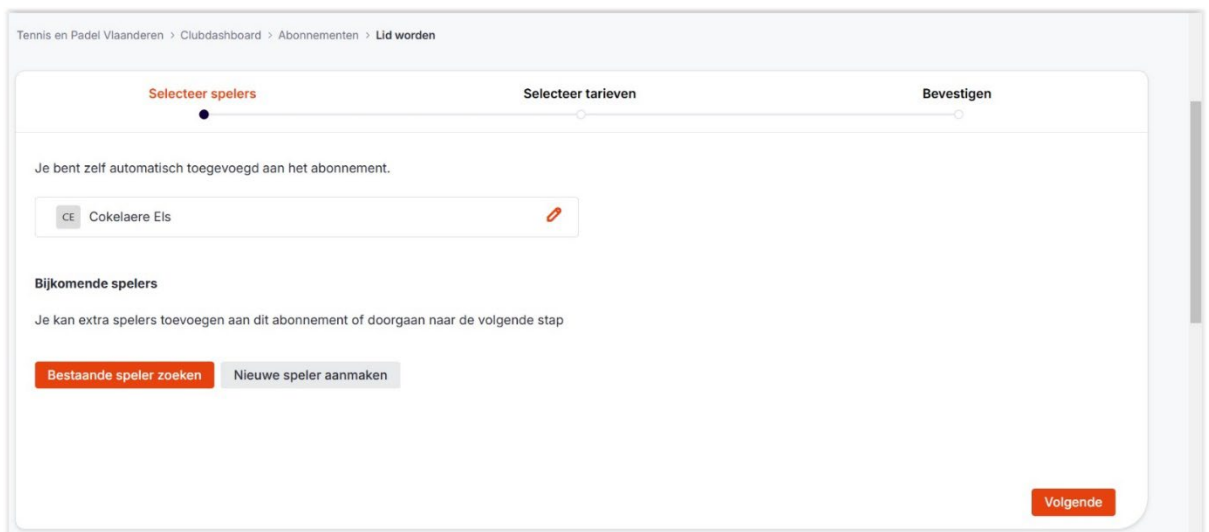 Tennis en Padel Vlaanderen > Clubdashboard > Abonnementen > Lid worden
Selecteer spelers Selecteer tarieven Bevestigen
Je bent zelf automatisch toegevoegd aan het abonnement.
CE Cokelaere Els
Bijkomende spelers
Je kan extra spelers toevoegen aan dit abonnement of doorgaan naar de volgende stap
Bestaande speler zoeken Nieuwe speler aanmaken
Volgende